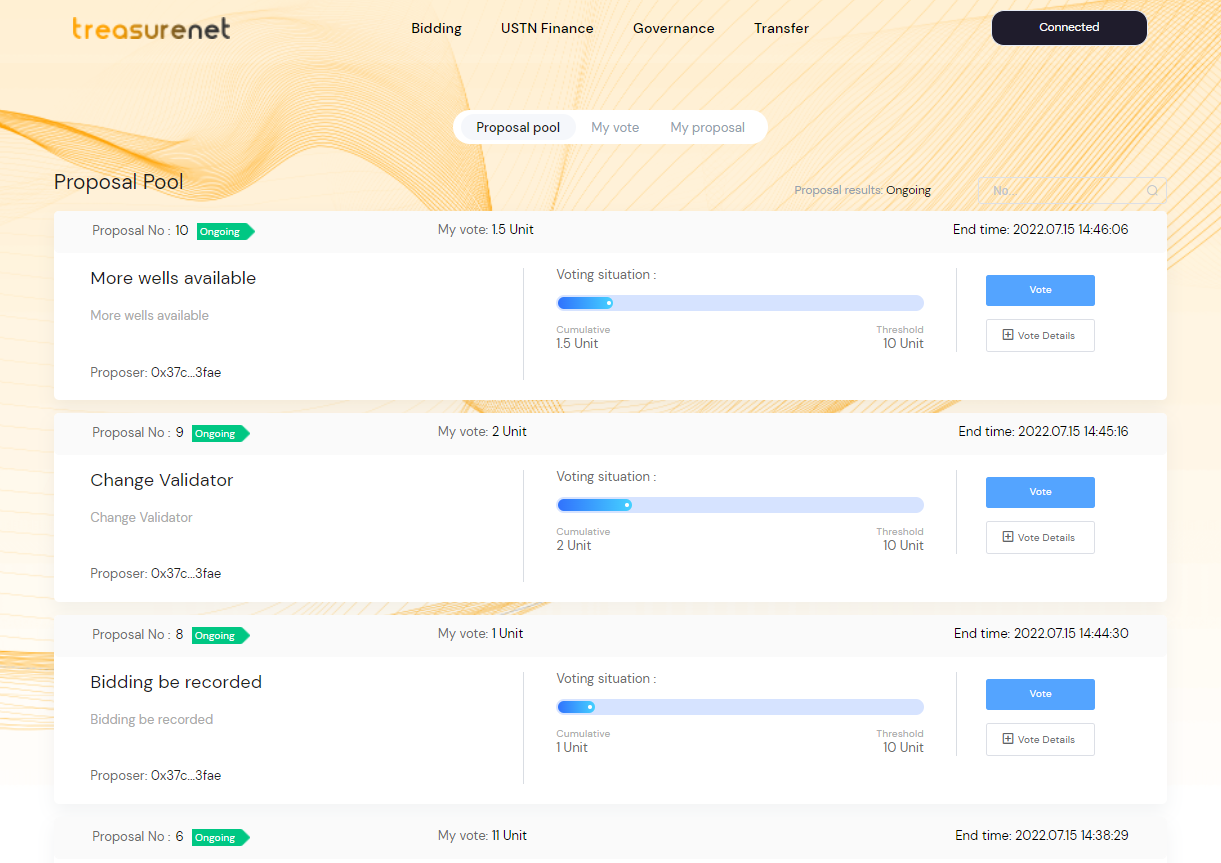 treasurenet
Bidding USTN Finance Governance Transfer Connected
Proposal pool My vote My proposal
Proposal Pool Proposal results: Ongoing No...
Proposal No : 10 Ongoing My vote: 1.5 Unit End time: 2022.07.15 14:46:06
More wells available
More wells available
Proposer: 0x37c...3fae
Voting situation :
Cumulative Threshold
1.5 Unit 10 Unit
Vote
Vote Details
Proposal No : 9 Ongoing My vote: 2 Unit End time: 2022.07.15 14:45:16
Change Validator
Change Validator
Proposer: 0x37c...3fae
Voting situation :
Cumulative Threshold
2 Unit 10 Unit
Vote
Vote Details
Proposal No : 8 Ongoing My vote: 1 Unit End time: 2022.07.15 14:44:30
Bidding be recorded
Bidding be recorded
Proposer: 0x37c...3fae
Voting situation :
Cumulative Threshold
1 Unit 10 Unit
Vote
Vote Details
Proposal No : 6 Ongoing My vote: 11 Unit End time: 2022.07.15 14:38:29